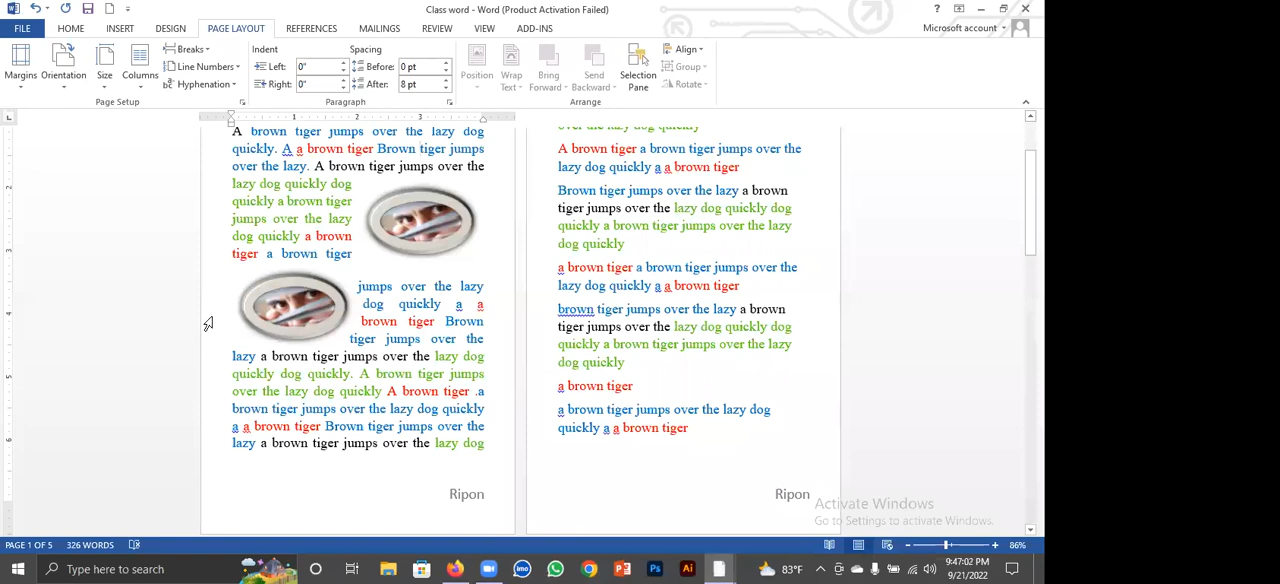 Class word - Word (Product Activation Failed)
FILE HOME INSERT DESIGN PAGE LAYOUT REFERENCES MAILINGS REVIEW VIEW ADD-INS
Microsoft account
Margins Orientation Size Columns
Breaks
Line Numbers
Hyphenation
Page Setup
Indent
Left: 0"
Right: 0"
Spacing
Before: 0 pt
After: 8 pt
Paragraph
Position
Wrap Text
Bring Forward
Send Backward
Selection Pane
Align
Group
Rotate
Arrange
1 2 3
2
3
4
5
6
A brown tiger jumps over the lazy dog
quickly. A a brown tiger Brown tiger jumps
over the lazy. A brown tiger jumps over the
lazy dog quickly dog
quickly a brown tiger
jumps over the lazy
dog quickly a brown
tiger a brown tiger
jumps over the lazy
dog quickly a a
brown tiger Brown
tiger jumps over the
lazy a brown tiger jumps over the lazy dog
quickly dog quickly. A brown tiger jumps
over the lazy dog quickly A brown tiger .a
brown tiger jumps over the lazy dog quickly
a a brown tiger Brown tiger jumps over the
lazy a brown tiger jumps over the lazy dog
Ripon
over the lazy dog quickly
A brown tiger a brown tiger jumps over the
lazy dog quickly a a brown tiger
Brown tiger jumps over the lazy a brown
tiger jumps over the lazy dog quickly dog
quickly a brown tiger jumps over the lazy
dog quickly
a brown tiger a brown tiger jumps over the
lazy dog quickly a a brown tiger
brown tiger jumps over the lazy a brown
tiger jumps over the lazy dog quickly dog
quickly a brown tiger jumps over the lazy
dog quickly
a brown tiger
a brown tiger jumps over the lazy dog
quickly a a brown tiger
Ripon
Activate Windows
Go to Settings to activate Windows.
PAGE 1 OF 5 326 WORDS
86%
Type here to search
83°F
9:47:02 PM
9/21/2022